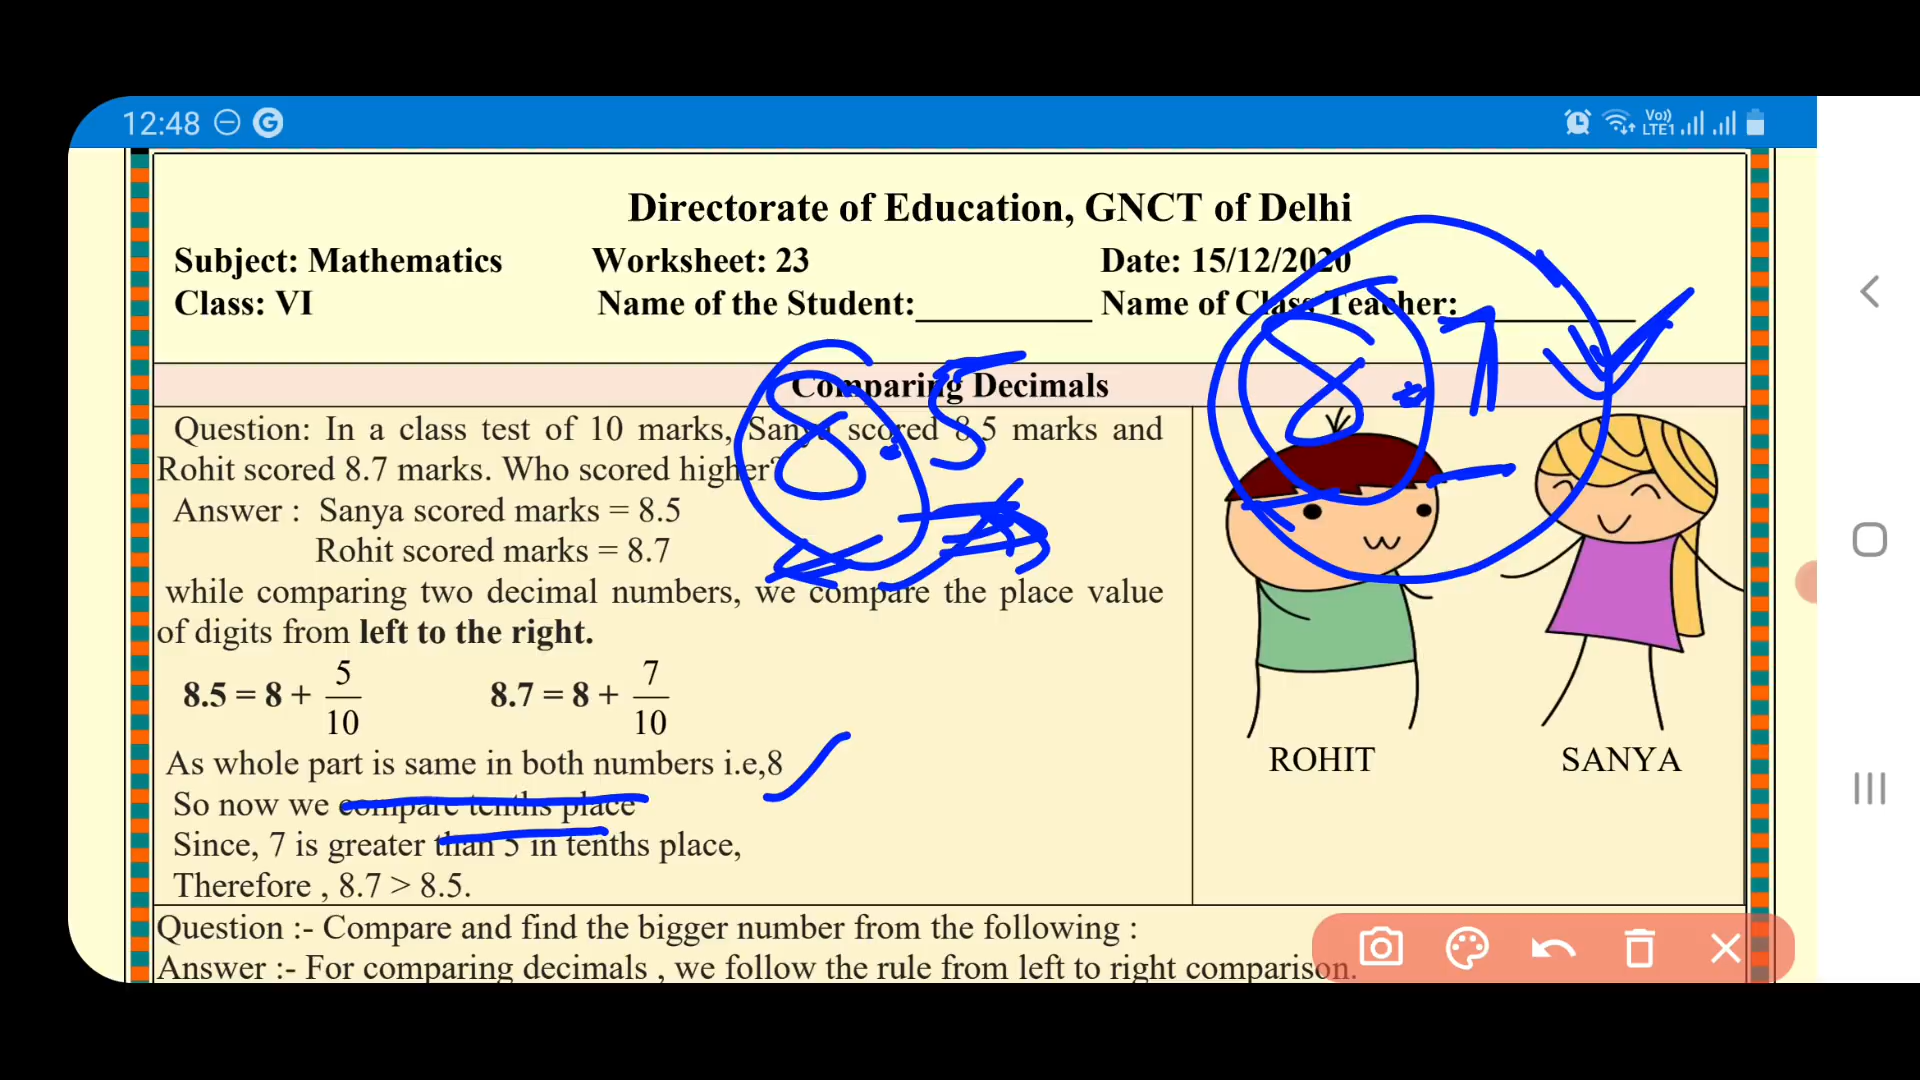 12:48
Vo))
LTE1
Directorate of Education, GNCT of Delhi
Subject: Mathematics Worksheet: 23 Date: 15/12/2020
Class: VI Name of the Student:__________ Name of Class Teacher:__________
Comparing Decimals
8.5
8.7
Question: In a class test of 10 marks, Sanya scored 8.5 marks and
Rohit scored 8.7 marks. Who scored higher?
Answer : Sanya scored marks = 8.5
Rohit scored marks = 8.7
while comparing two decimal numbers, we compare the place value
of digits from left to the right.
8.5 = 8 + 5/10 8.7 = 8 + 7/10
As whole part is same in both numbers i.e,8
So now we compare tenths place
Since, 7 is greater than 5 in tenths place,
Therefore , 8.7 > 8.5.
ROHIT SANYA
Question :- Compare and find the bigger number from the following :
Answer :- For comparing decimals , we follow the rule from left to right comparison.